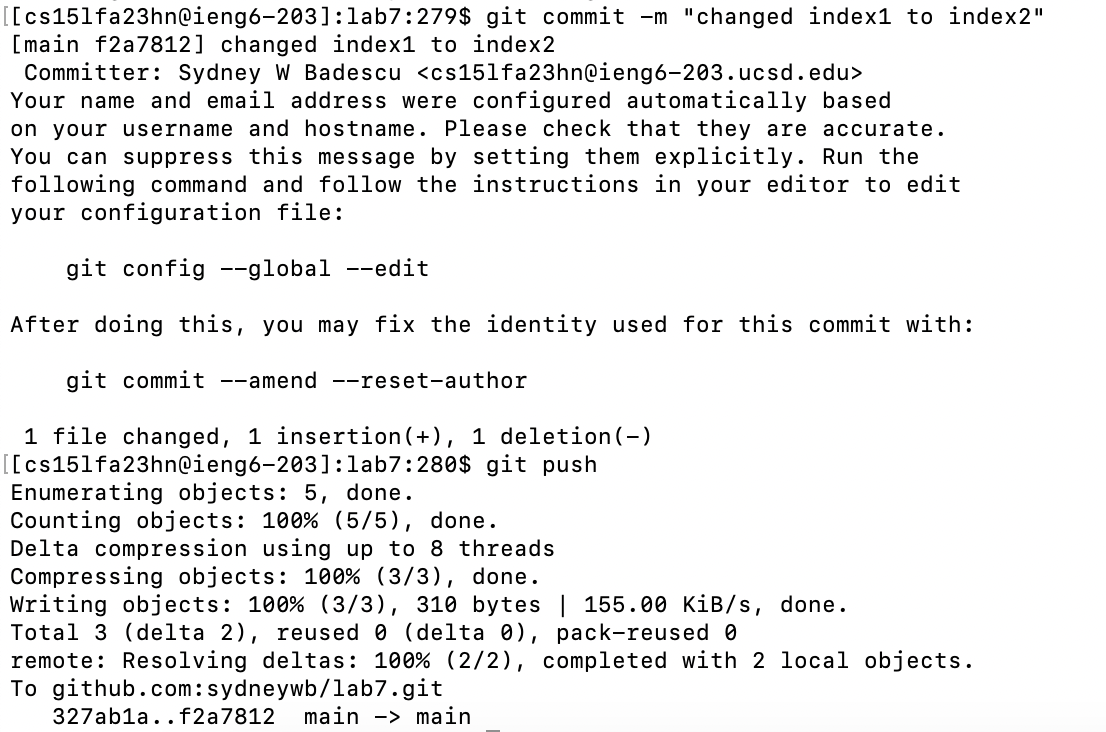 [[cs15lfa23hn@ieng6-203]:lab7:279$ git commit -m "changed index1 to index2"
[main f2a7812] changed index1 to index2
 Committer: Sydney W Badescu <cs15lfa23hn@ieng6-203.ucsd.edu>
Your name and email address were configured automatically based
on your username and hostname. Please check that they are accurate.
You can suppress this message by setting them explicitly. Run the
following command and follow the instructions in your editor to edit
your configuration file:

    git config --global --edit

After doing this, you may fix the identity used for this commit with:

    git commit --amend --reset-author

 1 file changed, 1 insertion(+), 1 deletion(-)
[[cs15lfa23hn@ieng6-203]:lab7:280$ git push
Enumerating objects: 5, done.
Counting objects: 100% (5/5), done.
Delta compression using up to 8 threads
Compressing objects: 100% (3/3), done.
Writing objects: 100% (3/3), 310 bytes | 155.00 KiB/s, done.
Total 3 (delta 2), reused 0 (delta 0), pack-reused 0
remote: Resolving deltas: 100% (2/2), completed with 2 local objects.
To github.com:sydneywb/lab7.git
   327ab1a..f2a7812  main -> main